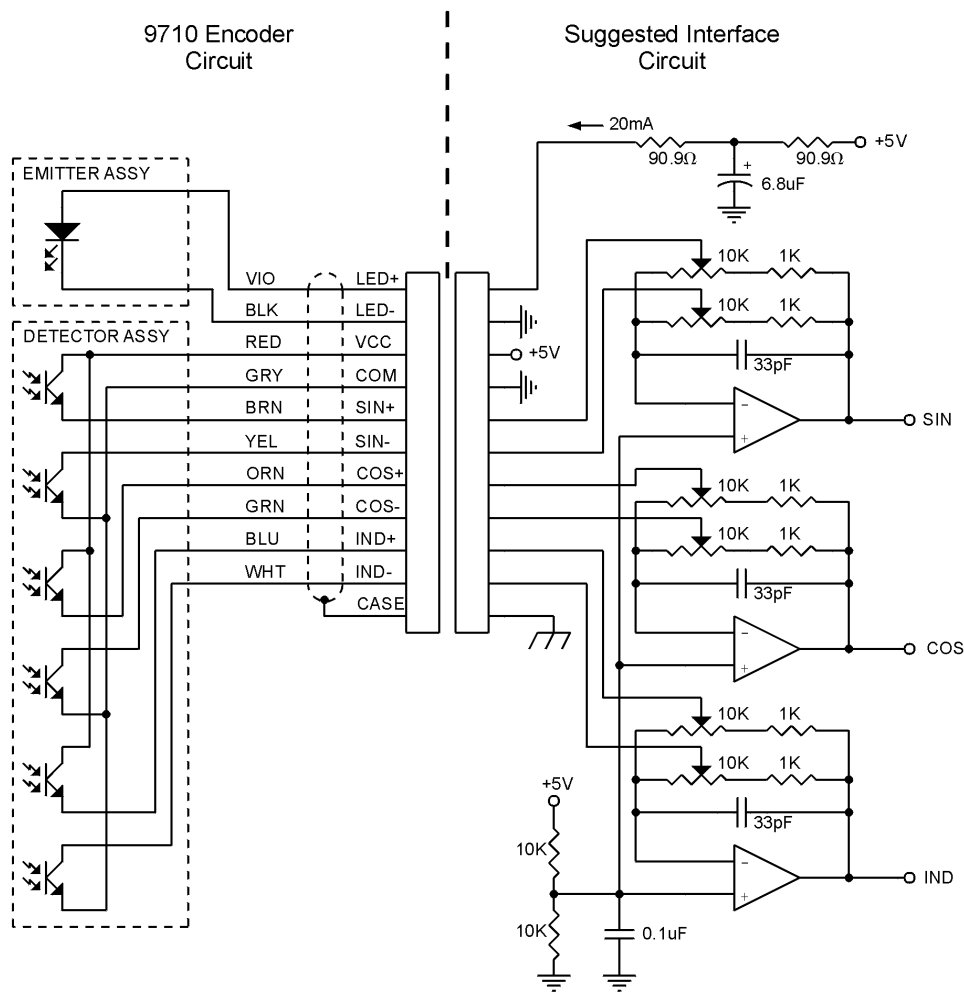 9710 Encoder
Circuit
Suggested Interface
Circuit
20mA
90.9Ω
90.9Ω
+5V
+
6.8uF
EMITTER ASSY
VIO
LED+
BLK
LED-
DETECTOR ASSY
RED
VCC
+5V
GRY
COM
BRN
SIN+
YEL
SIN-
ORN
COS+
GRN
COS-
BLU
IND+
WHT
IND-
CASE
10K
1K
10K
1K
33pF
-
+
SIN
10K
1K
10K
1K
33pF
-
+
COS
10K
1K
10K
1K
33pF
-
+
IND
+5V
10K
10K
0.1uF